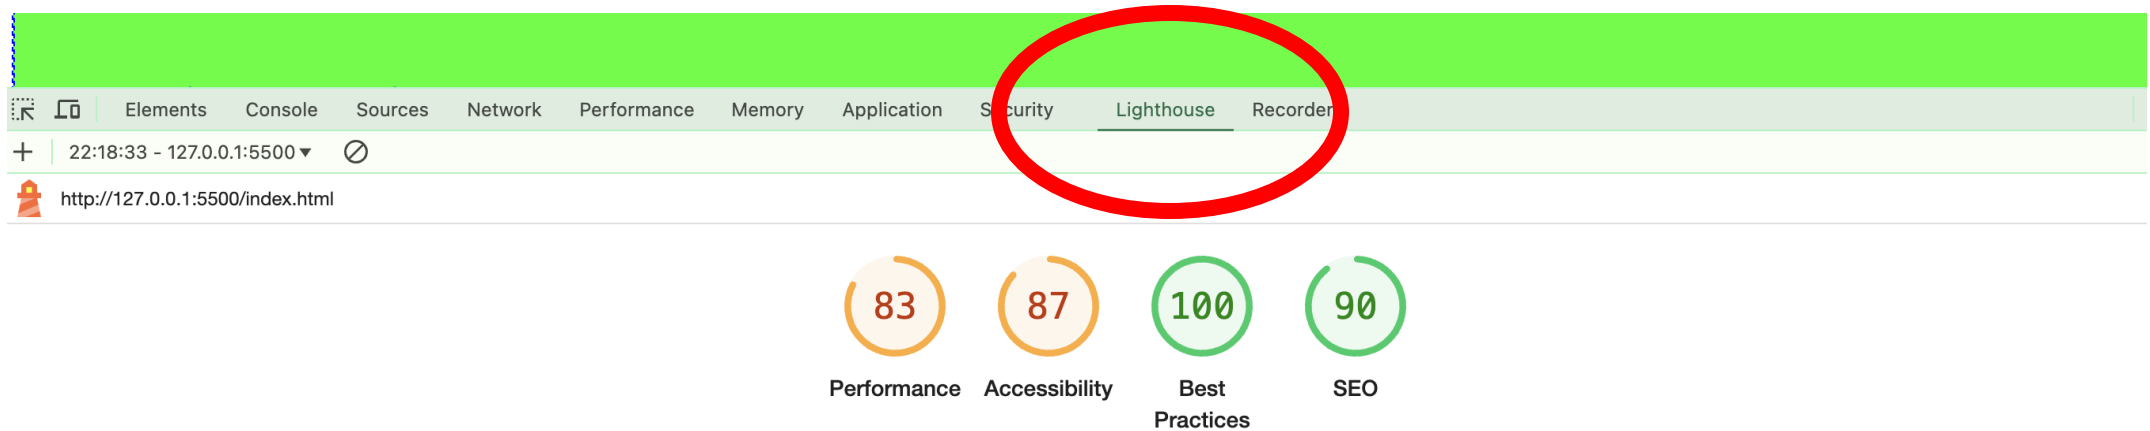 Elements Console Sources Network Performance Memory Application Security Lighthouse Recorder
22:18:33 - 127.0.0.1:5500
http://127.0.0.1:5500/index.html
83 87 100 90
Performance Accessibility Best Practices SEO